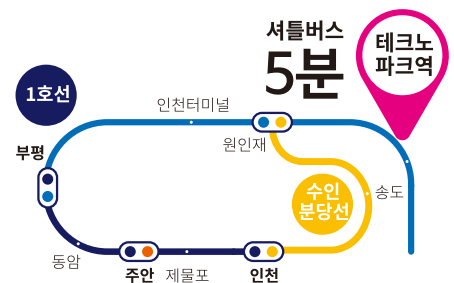 셔틀버스
5분
테크노
파크역
1호선
인천터미널
원인재
부평
수인
분당선
송도
동암
주안
제물포
인천